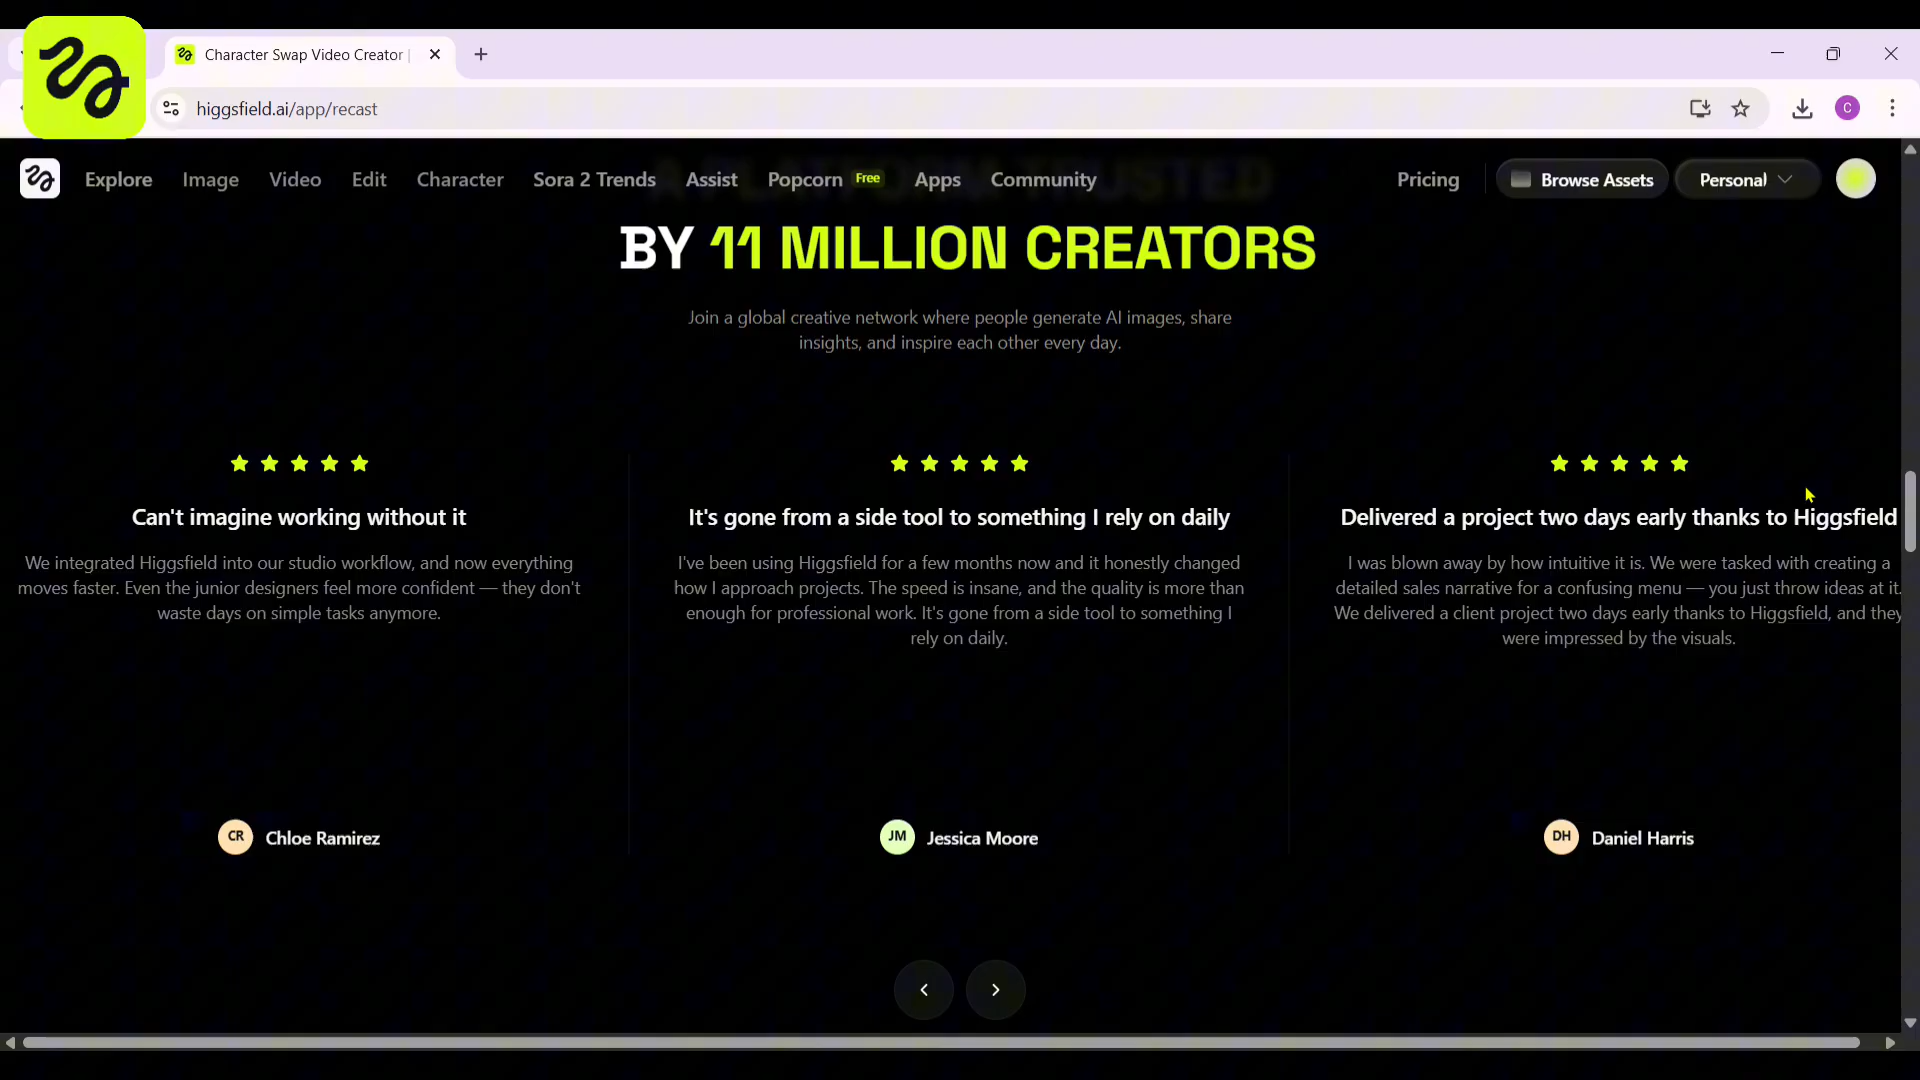 Character Swap Video Creator |
higgsfield.ai/app/recast
C
Explore Image Video Edit Character Sora 2 Trends Assist Popcorn Free Apps Community Pricing Browse Assets Personal
A PLATFORM TRUSTED
BY 11 MILLION CREATORS
Join a global creative network where people generate AI images, share
insights, and inspire each other every day.
Can't imagine working without it
We integrated Higgsfield into our studio workflow, and now everything
moves faster. Even the junior designers feel more confident — they don't
waste days on simple tasks anymore.
CR Chloe Ramirez
It's gone from a side tool to something I rely on daily
I've been using Higgsfield for a few months now and it honestly changed
how I approach projects. The speed is insane, and the quality is more than
enough for professional work. It's gone from a side tool to something I
rely on daily.
JM Jessica Moore
Delivered a project two days early thanks to Higgsfield
I was blown away by how intuitive it is. We were tasked with creating a
detailed sales narrative for a confusing menu — you just throw ideas at it.
We delivered a client project two days early thanks to Higgsfield, and they
were impressed by the visuals.
DH Daniel Harris